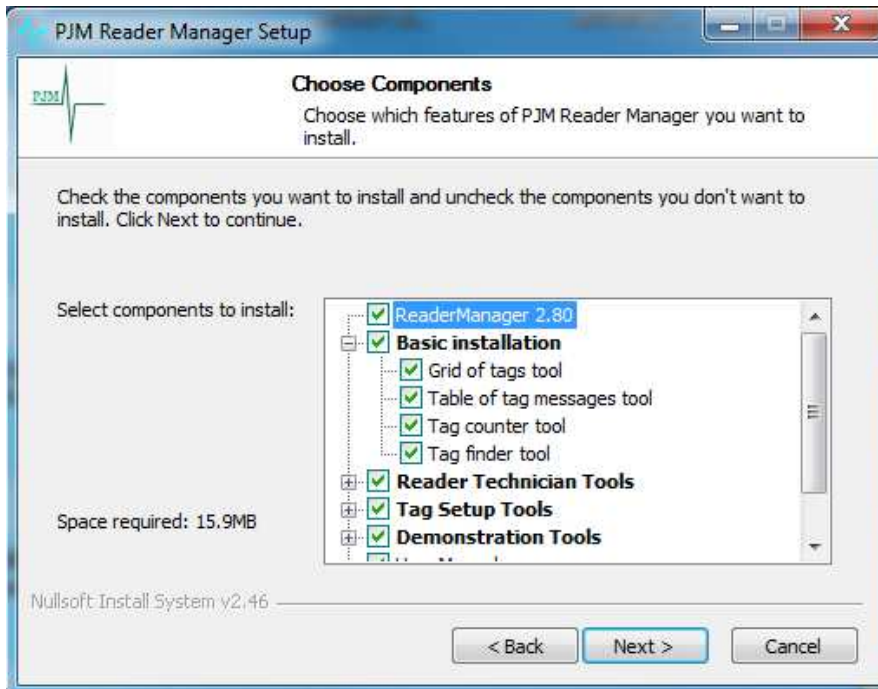 PJM Reader Manager Setup
PJM
Choose Components
Choose which features of PJM Reader Manager you want to
install.
Check the components you want to install and uncheck the components you don't want to
install. Click Next to continue.
Select components to install:
ReaderManager 2.80
Basic installation
Grid of tags tool
Table of tag messages tool
Tag counter tool
Tag finder tool
Reader Technician Tools
Tag Setup Tools
Demonstration Tools
Space required: 15.9MB
Nullsoft Install System v2.46
< Back
Next >
Cancel